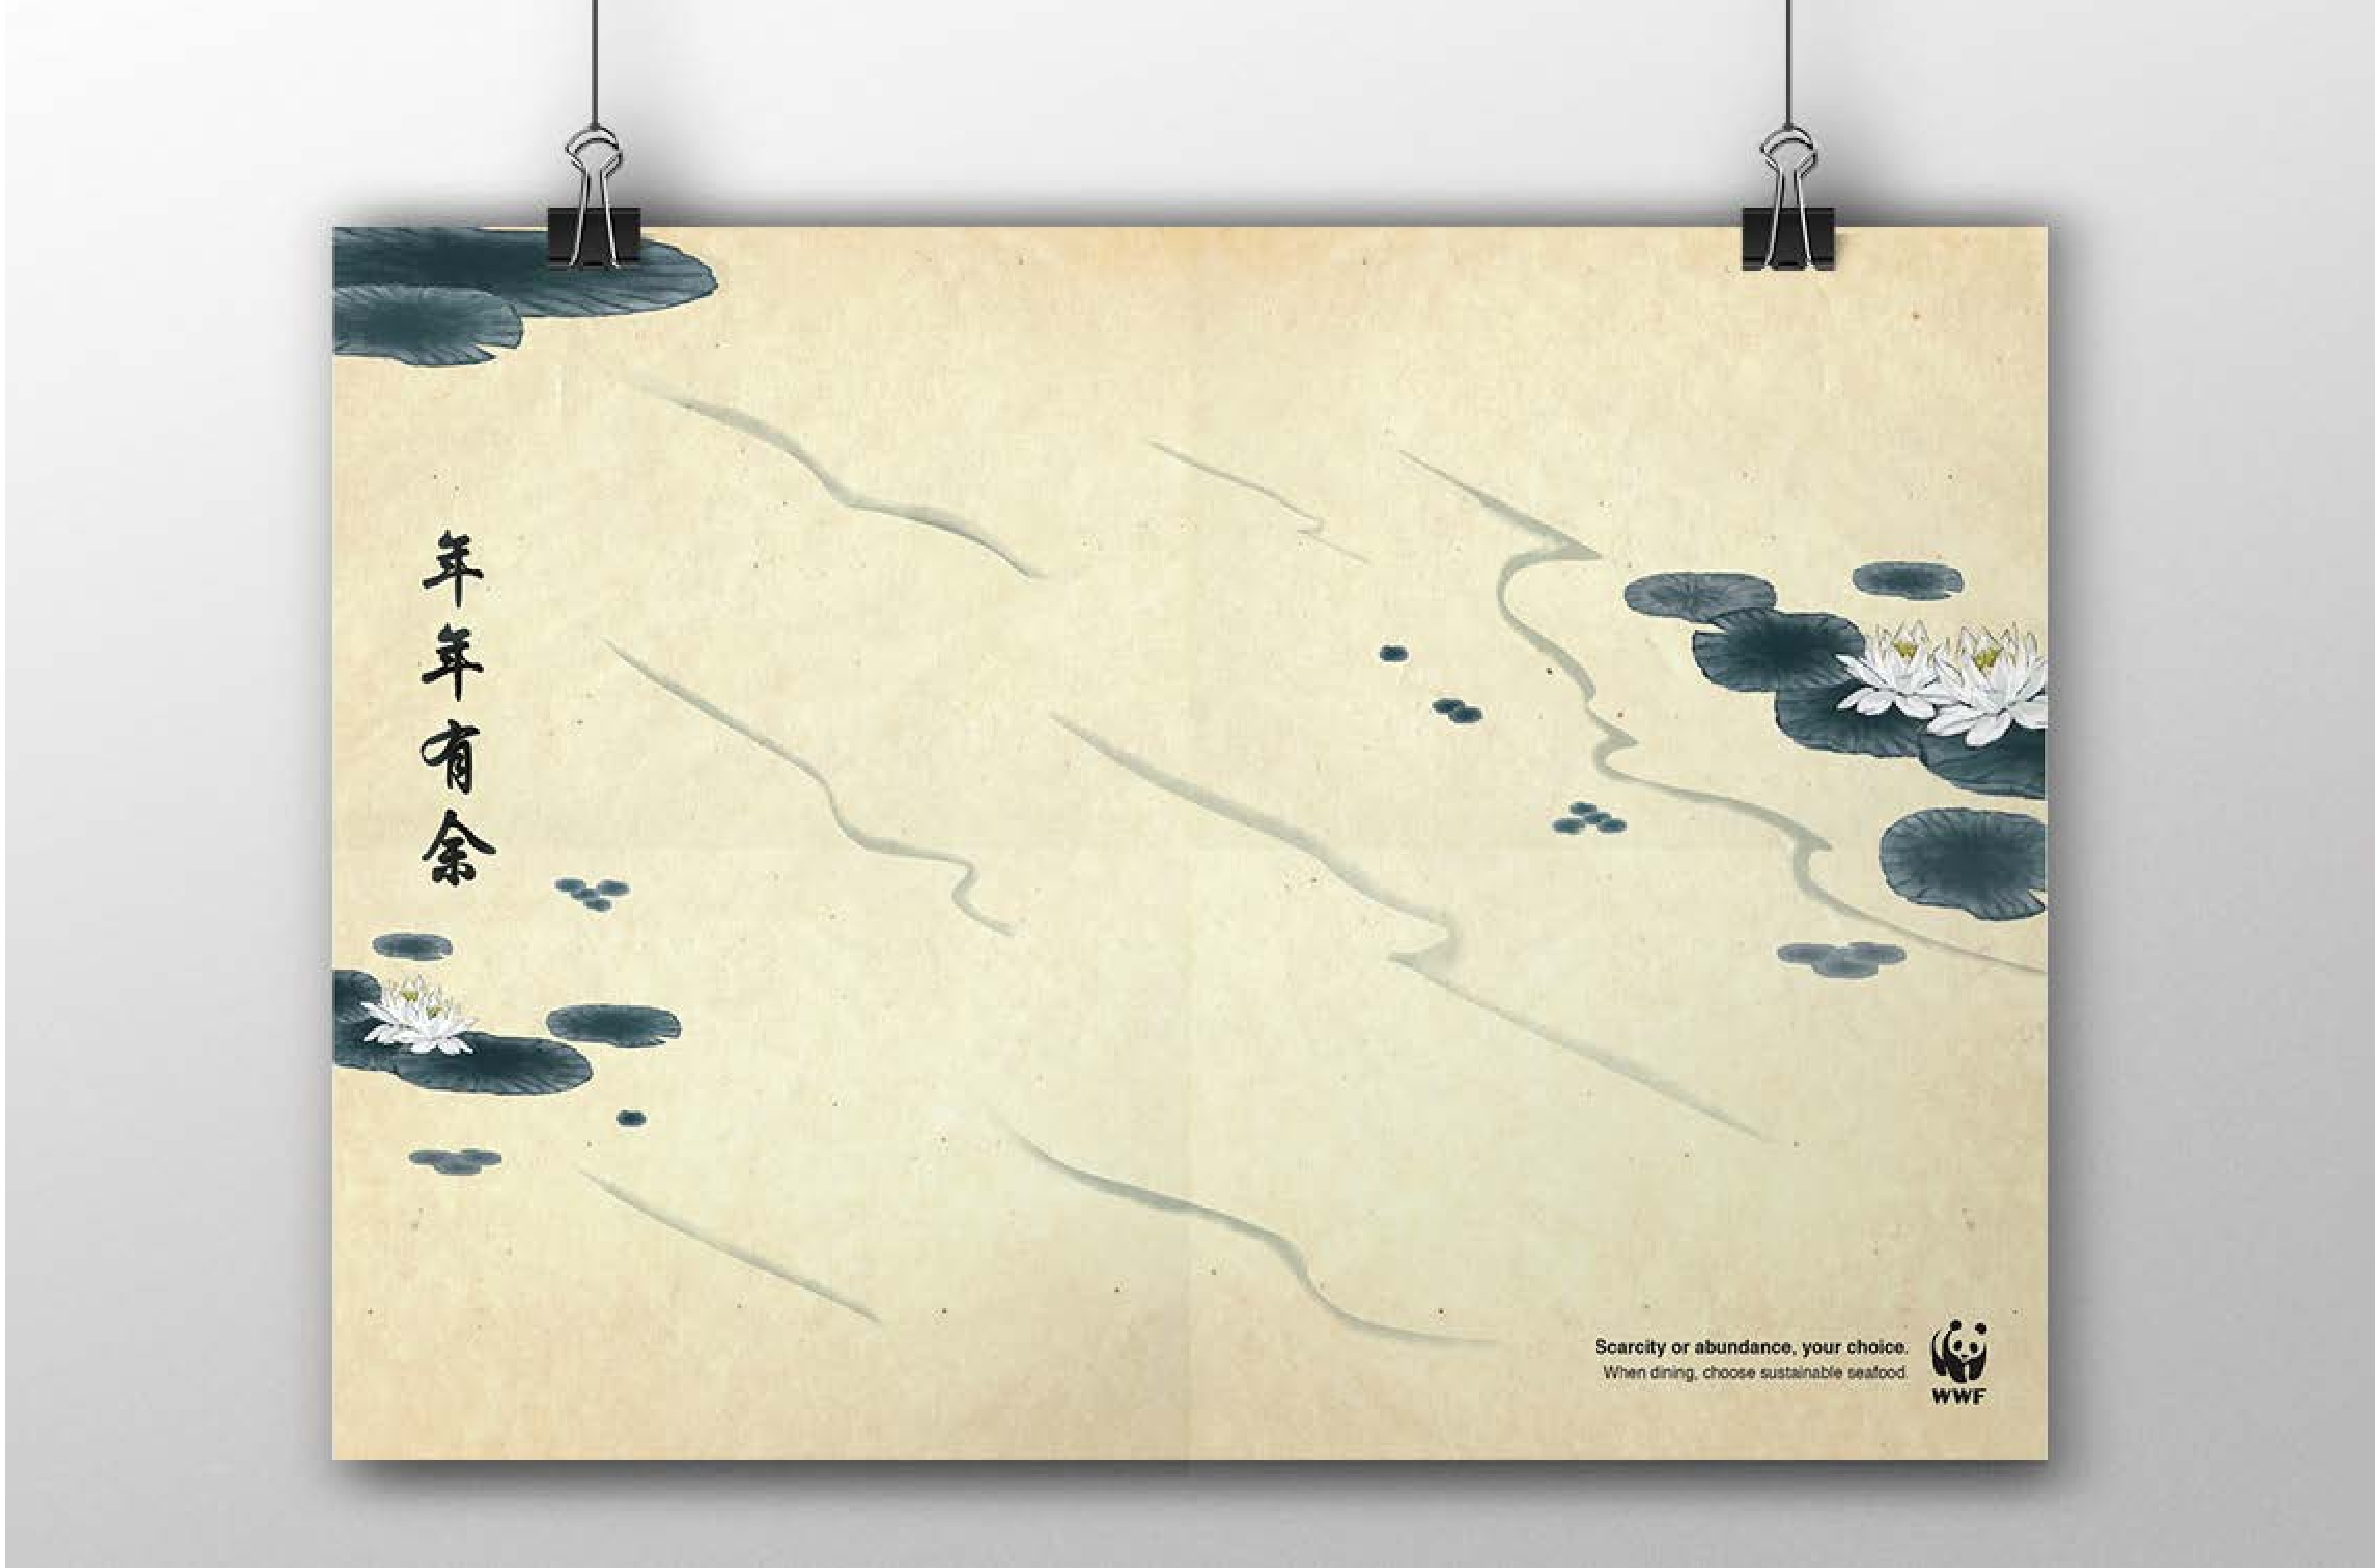 年年有余
Scarcity or abundance, your choice.
When dining, choose sustainable seafood.
WWF